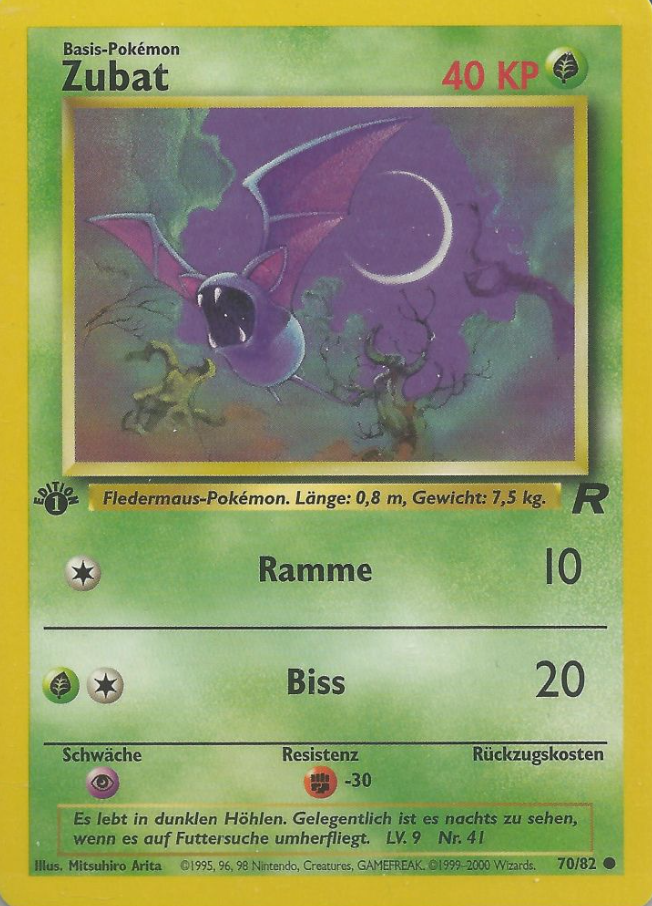 Basis-Pokémon
Zubat 40 KP
EDITION 1
Fledermaus-Pokémon. Länge: 0,8 m, Gewicht: 7,5 kg.
R
Ramme 10
Biss 20
Schwäche Resistenz Rückzugskosten
-30
Es lebt in dunklen Höhlen. Gelegentlich ist es nachts zu sehen,
wenn es auf Futtersuche umherfliegt. LV. 9 Nr. 41
Illus. Mitsuhiro Arita ©1995, 96, 98 Nintendo, Creatures, GAMEFREAK. ©1999-2000 Wizards. 70/82